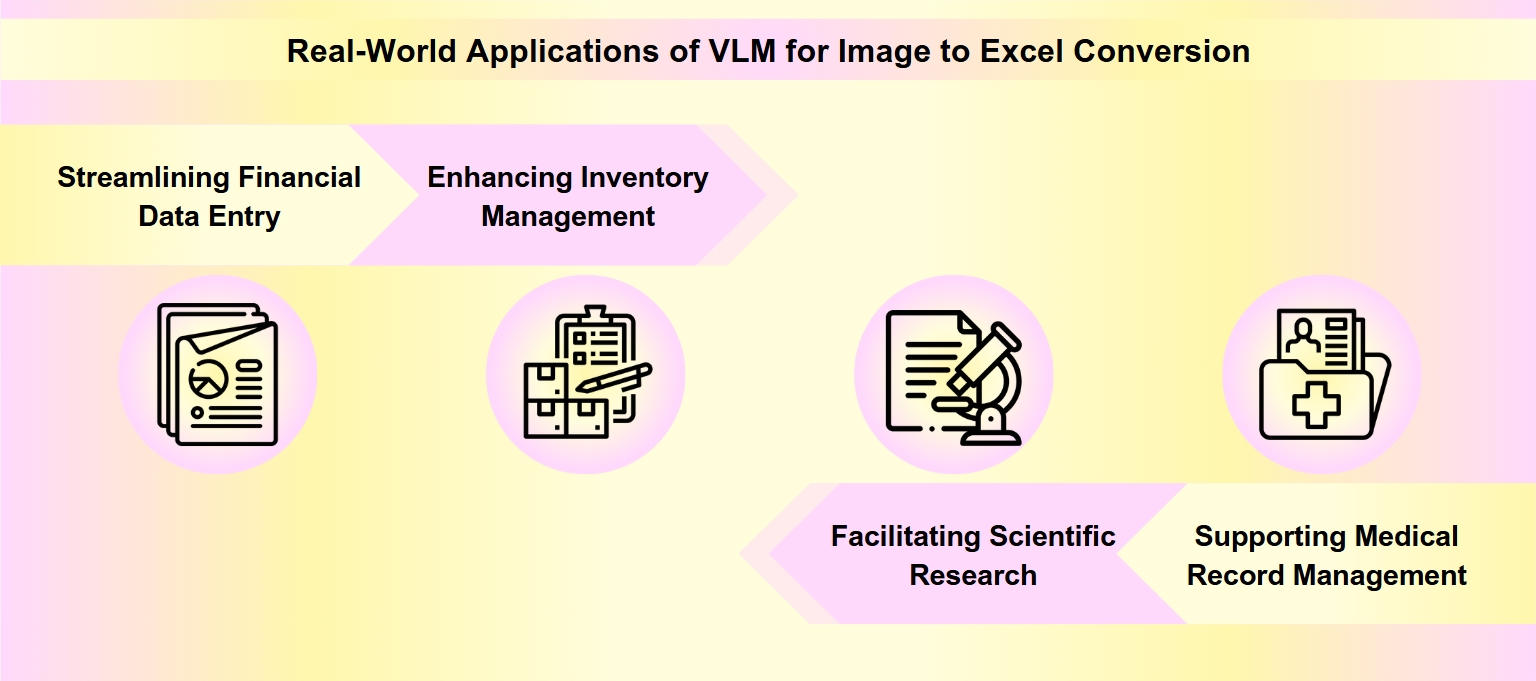 Real-World Applications of VLM for Image to Excel Conversion
Streamlining Financial
Data Entry
Enhancing Inventory
Management
Facilitating Scientific
Research
Supporting Medical
Record Management